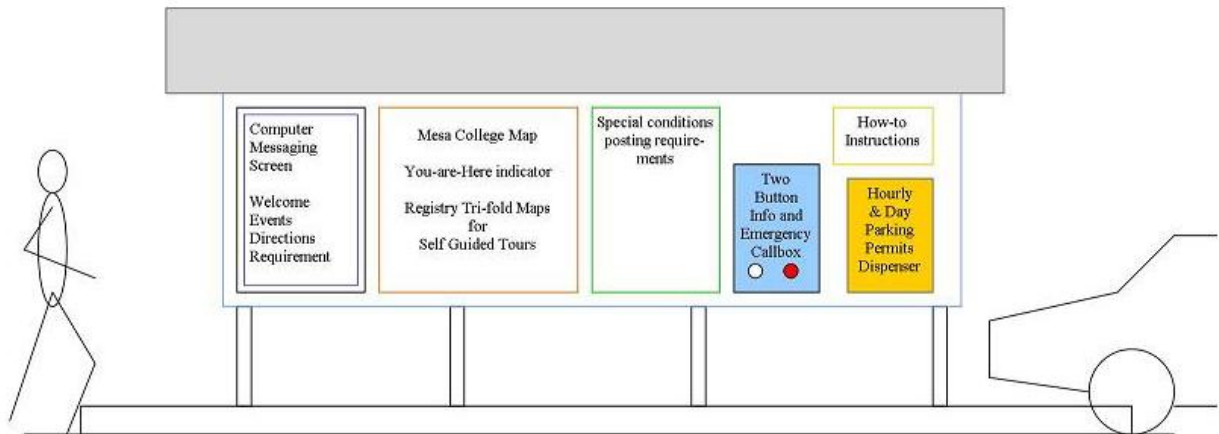 Computer
Messaging
Screen
Welcome
Events
Directions
Requirement
Mesa College Map
You-are-Here indicator
Registry Tri-fold Maps
for
Self Guided Tours
Special conditions
posting require-
ments
Two
Button
Info and
Emergency
Callbox
How-to
Instructions
Hourly
& Day
Parking
Permits
Dispenser